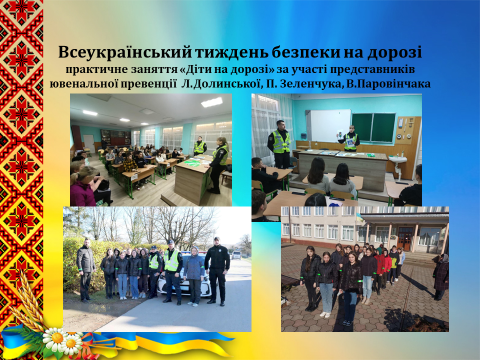 Всеукраїнський тиждень безпеки на дорозі
практичне заняття «Діти на дорозі» за участі представників
ювенальної превенції Л.Долинської, П. Зеленчука, В.Паровінчака